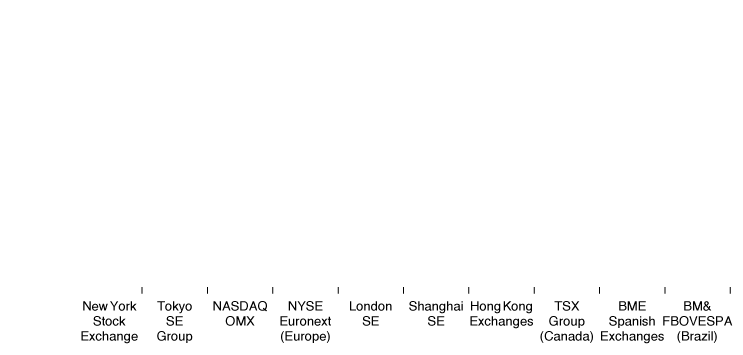 New York Stock Exchange
Tokyo SE Group
NASDAQ OMX
NYSE Euronext (Europe)
London SE
Shanghai SE
Hong Kong Exchanges
TSX Group (Canada)
BME Spanish Exchanges
BM& FBOVESPA (Brazil)